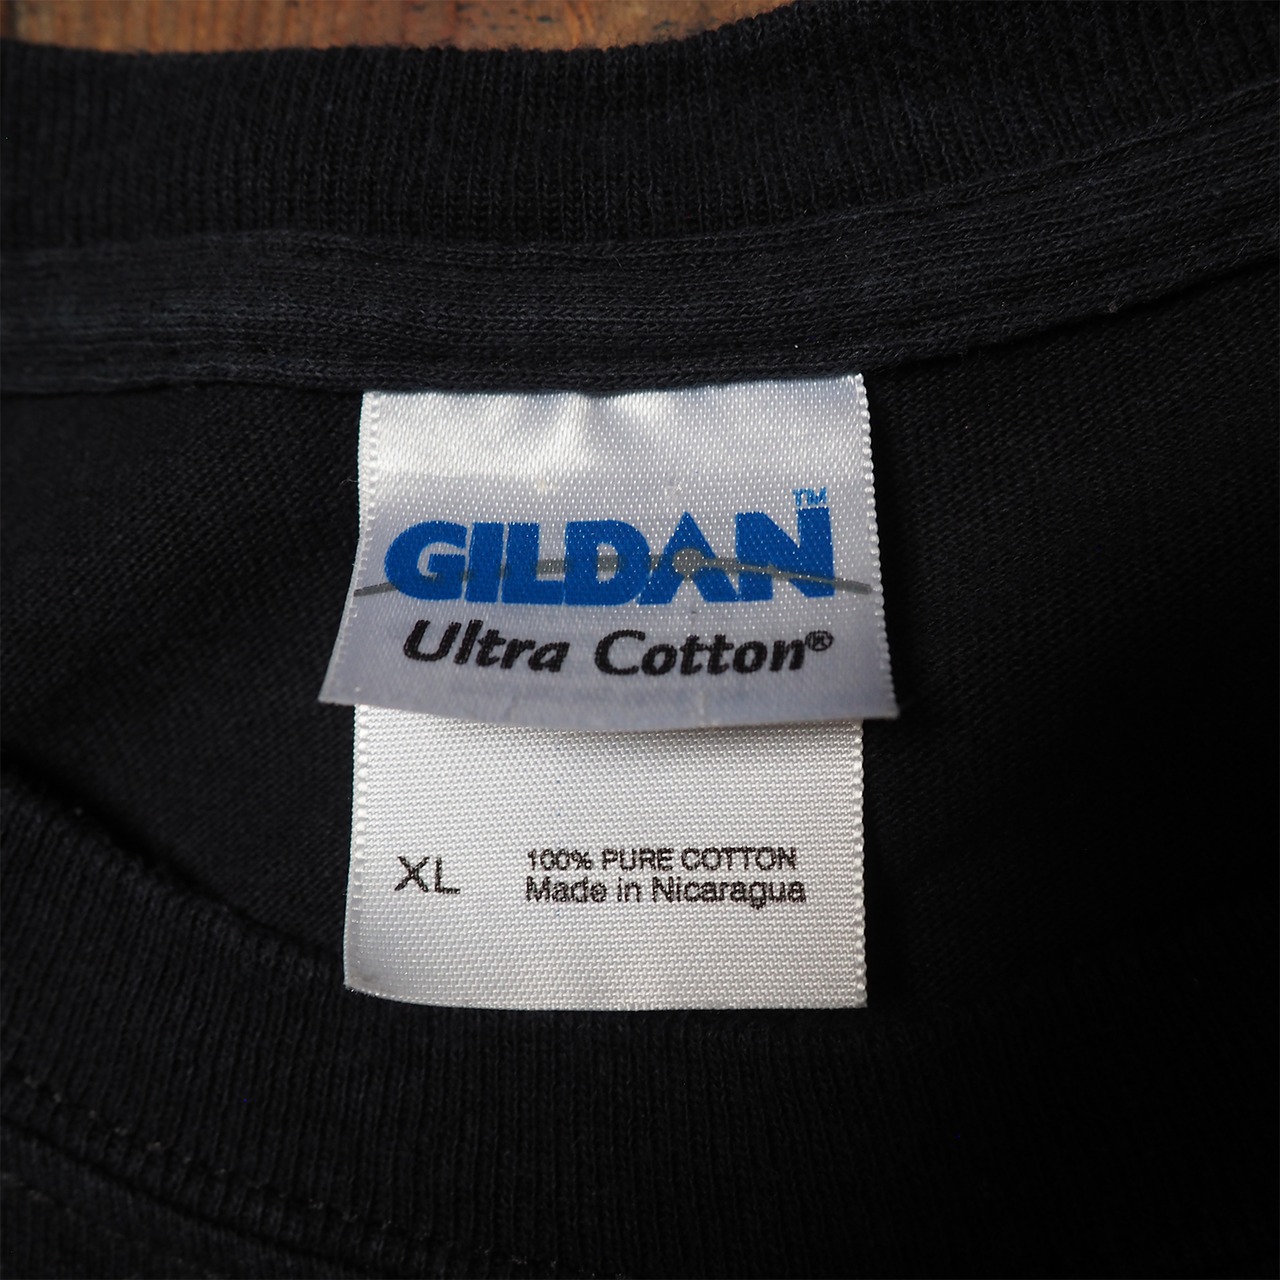 GILDAN™
Ultra Cotton®
XL
100% PURE COTTON
Made in Nicaragua